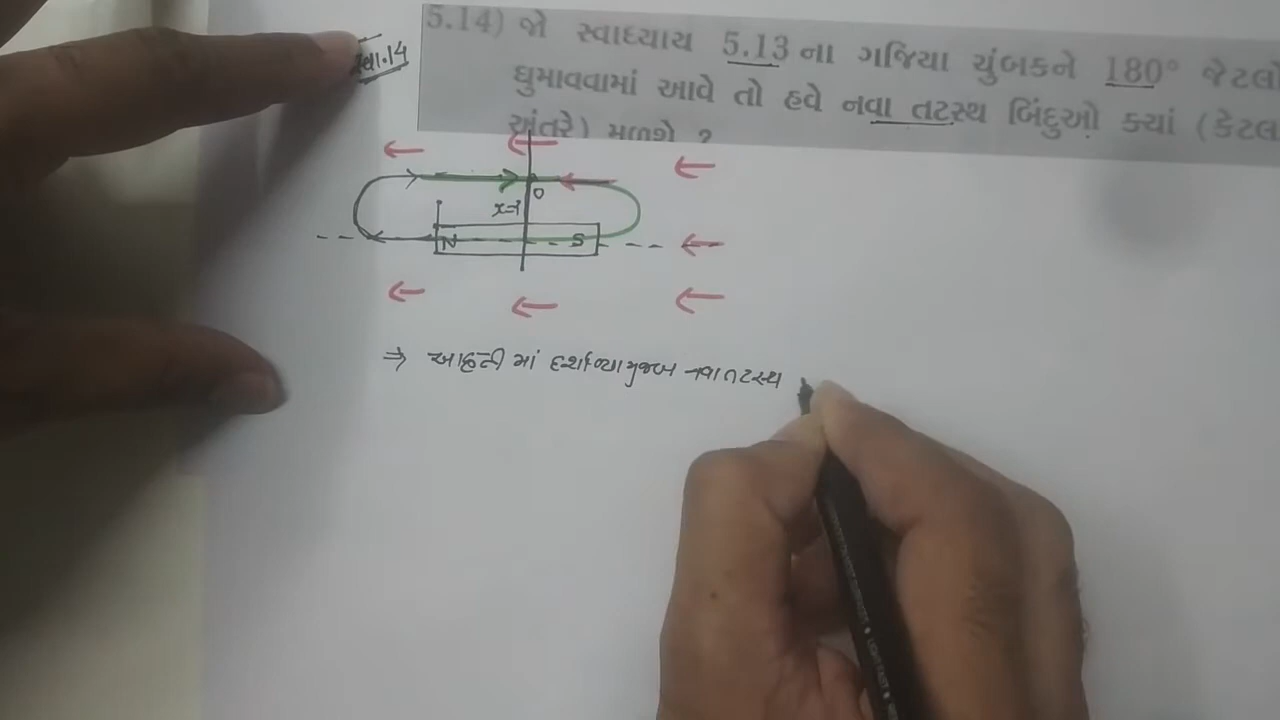 સ્વા.14
5.14) જો સ્વાધ્યાય 5.13 ના ગજિયા ચુંબકને 180° જેટલો
ઘુમાવવામાં આવે તો હવે નવા તટસ્થ બિંદુઓ ક્યાં (કેટલ
અંતરે) મળશે ?
O
x=?
N S
⇒ આકૃતી માં દર્શાવ્યા મુજબ નવા તટસ્થ